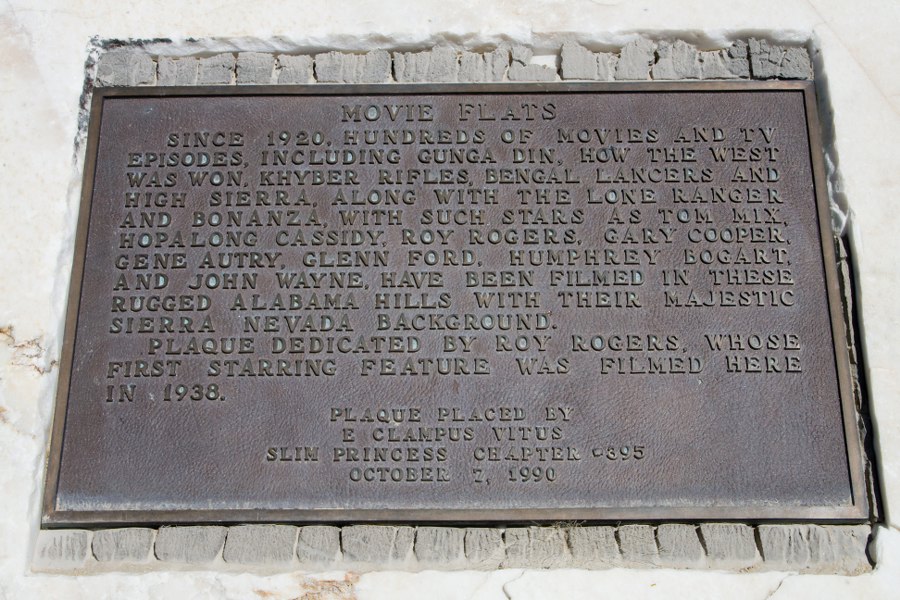 MOVIE FLATS
SINCE 1920, HUNDREDS OF MOVIES AND TV
EPISODES, INCLUDING GUNGA DIN, HOW THE WEST
WAS WON, KHYBER RIFLES, BENGAL LANCERS AND
HIGH SIERRA, ALONG WITH THE LONE RANGER
AND BONANZA, WITH SUCH STARS AS TOM MIX,
HOPALONG CASSIDY, ROY ROGERS, GARY COOPER,
GENE AUTRY, GLENN FORD, HUMPHREY BOGART,
AND JOHN WAYNE, HAVE BEEN FILMED IN THESE
RUGGED ALABAMA HILLS WITH THEIR MAJESTIC
SIERRA NEVADA BACKGROUND.
PLAQUE DEDICATED BY ROY ROGERS, WHOSE
FIRST STARRING FEATURE WAS FILMED HERE
IN 1938.
PLAQUE PLACED BY
E CLAMPUS VITUS
SLIM PRINCESS CHAPTER -395
OCTOBER 7, 1990